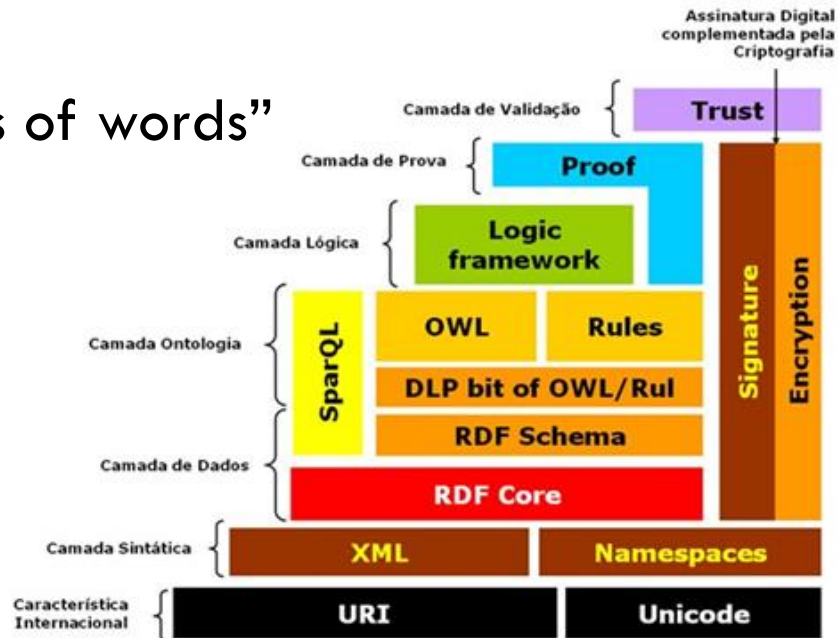 Assinatura Digital
complementada pela
Criptografia
s of words”
Camada de Validação
Trust
Camada de Prova
Proof
Camada Lógica
Logic
framework
Camada Ontologia
SparQL
OWL
Rules
Signature
Encryption
DLP bit of OWL/Rul
RDF Schema
Camada de Dados
RDF Core
Camada Sintática
XML
Namespaces
Característica
Internacional
URI
Unicode